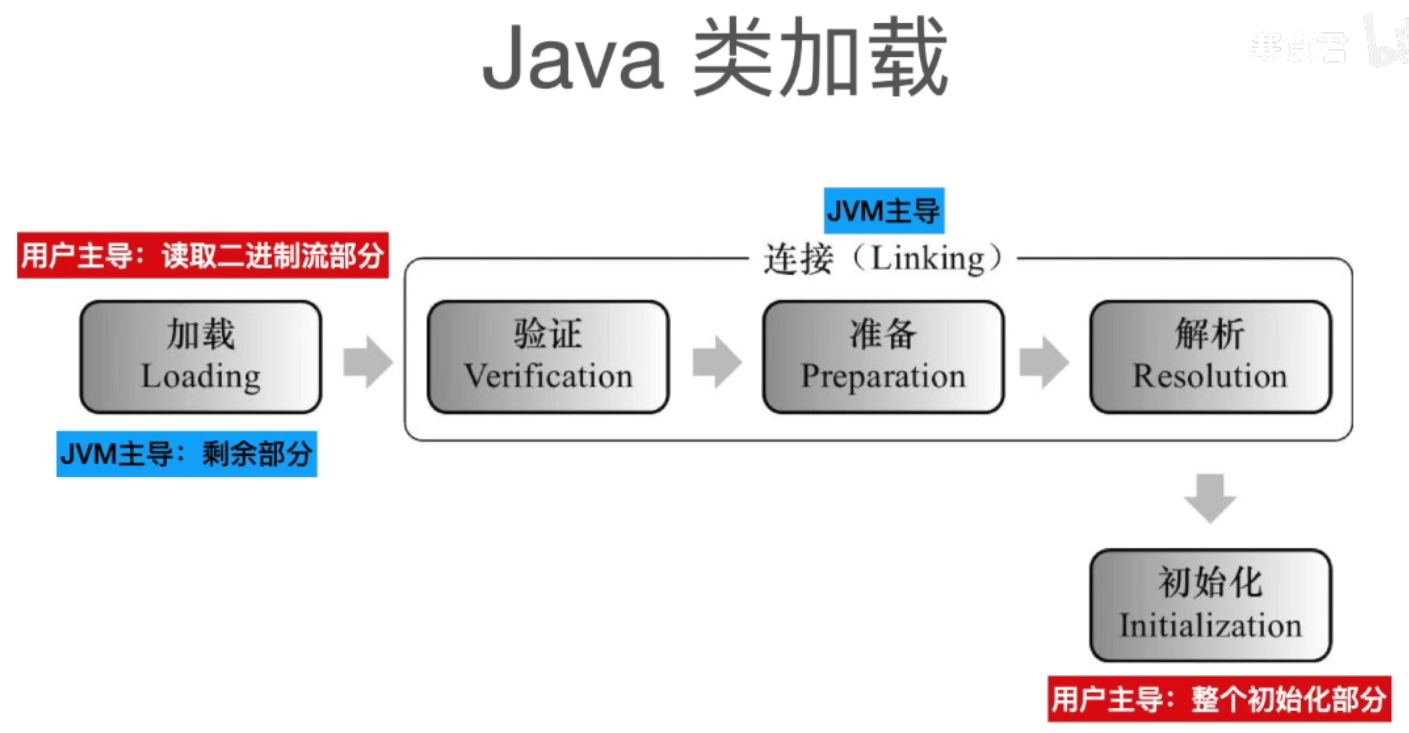 Java 类加载
寒食君
JVM主导
用户主导：读取二进制流部分
连接（Linking）
加载
Loading
验证
Verification
准备
Preparation
解析
Resolution
JVM主导：剩余部分
初始化
Initialization
用户主导：整个初始化部分